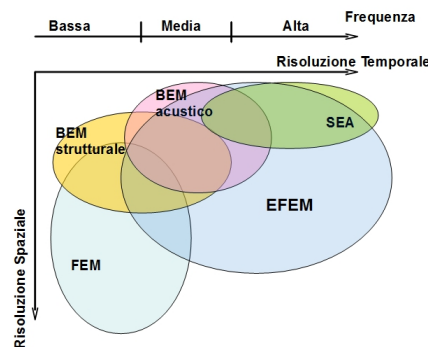 Frequenza
Bassa Media Alta
Risoluzione Temporale
BEM
acustico
SEA
BEM
strutturale
EFEM
FEM
Risoluzione Spaziale